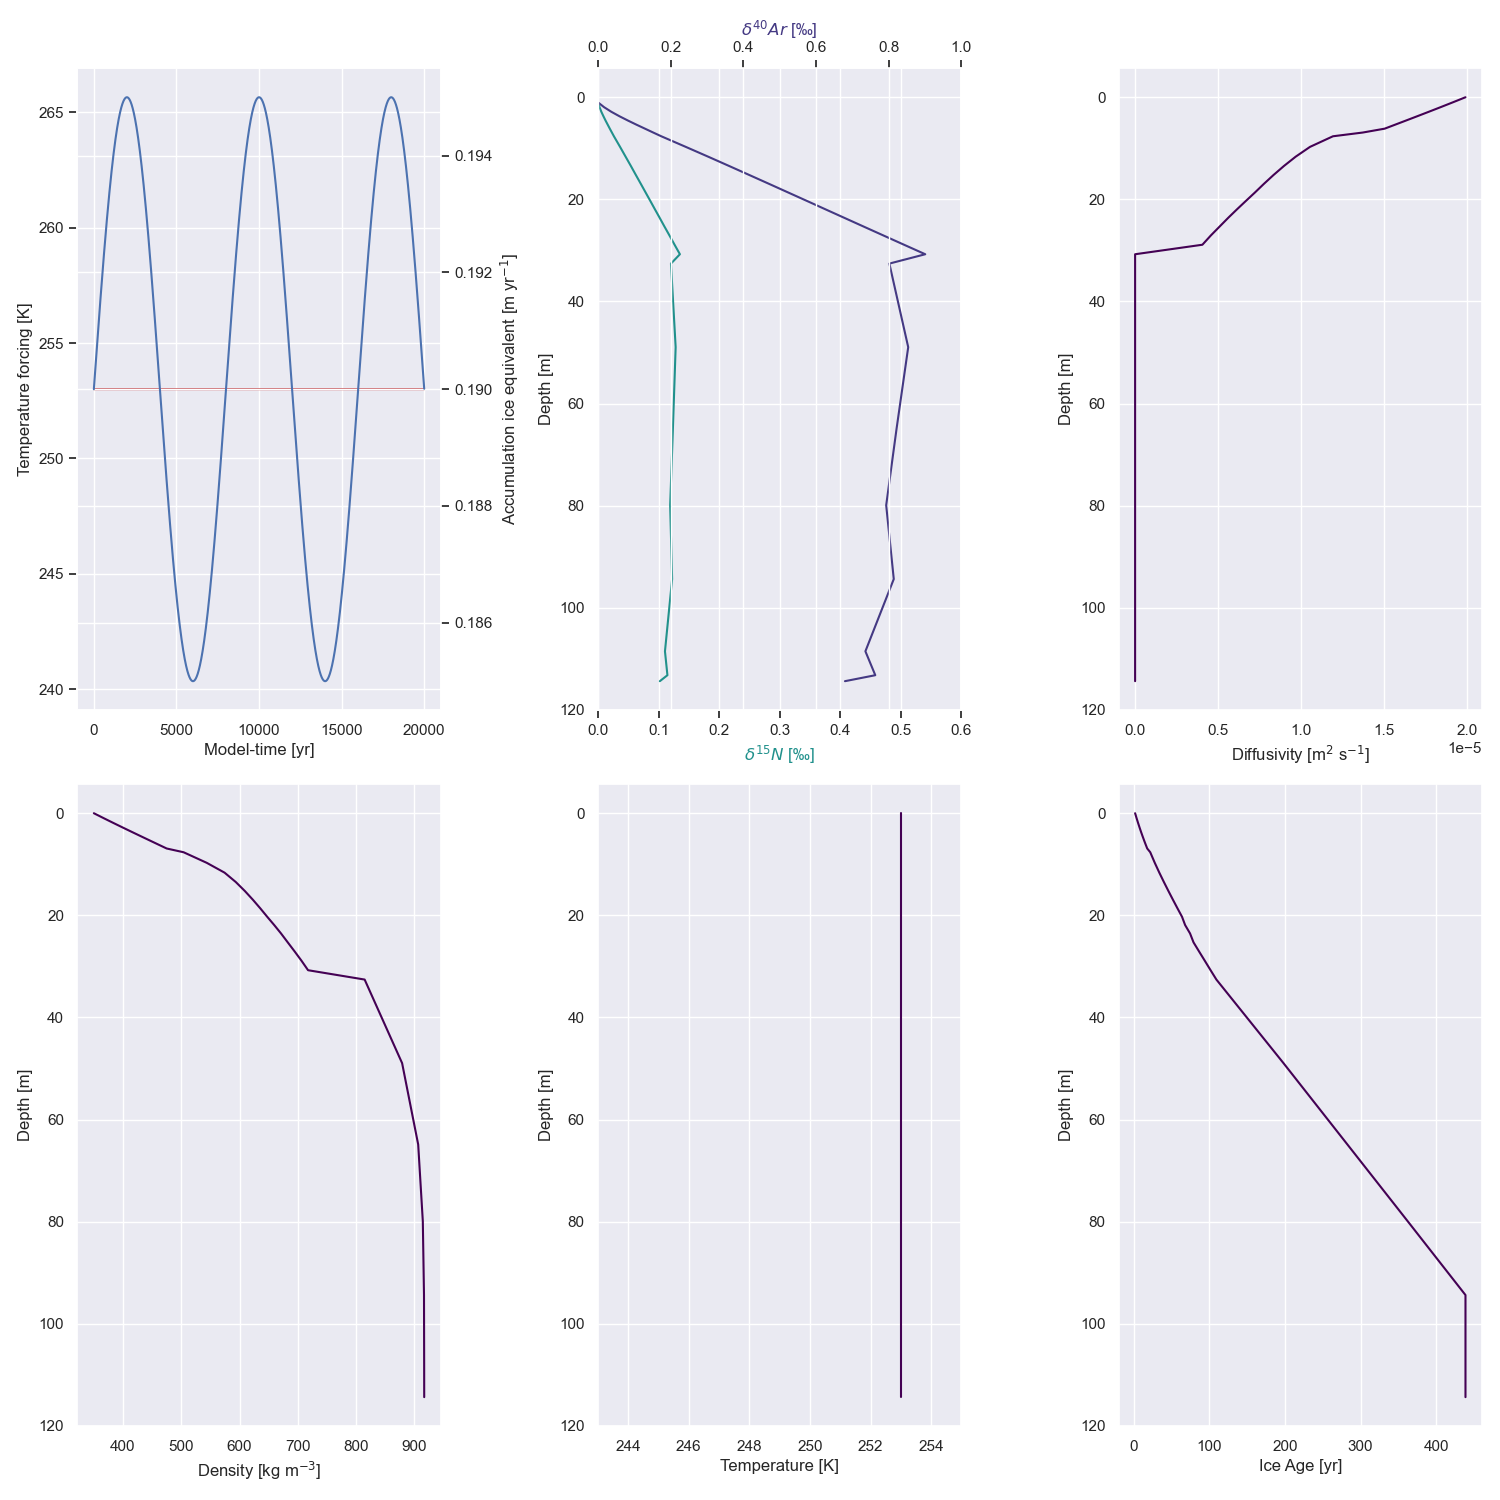 265
260
255
250
245
240
Temperature forcing [K]
0 5000 10000 15000 20000
Model-time [yr]
0.194
0.192
0.190
0.188
0.186
Accumulation ice equivalent [m yr⁻¹]
δ⁴⁰Ar [‰]
0.0 0.2 0.4 0.6 0.8 1.0
0
20
40
60
80
100
120
Depth [m]
0.0 0.1 0.2 0.3 0.4 0.5 0.6
δ¹⁵N [‰]
0
20
40
60
80
100
120
Depth [m]
0.0 0.5 1.0 1.5 2.0
1e−5
Diffusivity [m² s⁻¹]
0
20
40
60
80
100
120
Depth [m]
400 500 600 700 800 900
Density [kg m⁻³]
0
20
40
60
80
100
120
Depth [m]
244 246 248 250 252 254
Temperature [K]
0
20
40
60
80
100
120
Depth [m]
0 100 200 300 400
Ice Age [yr]